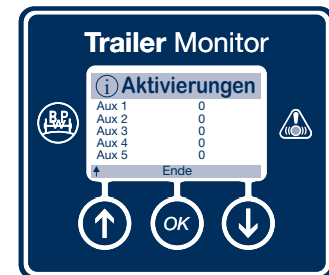 Trailer Monitor
i Aktivierungen
Aux 1 0
Aux 2 0
Aux 3 0
Aux 4 0
Aux 5 0
Ende
BPW
OK